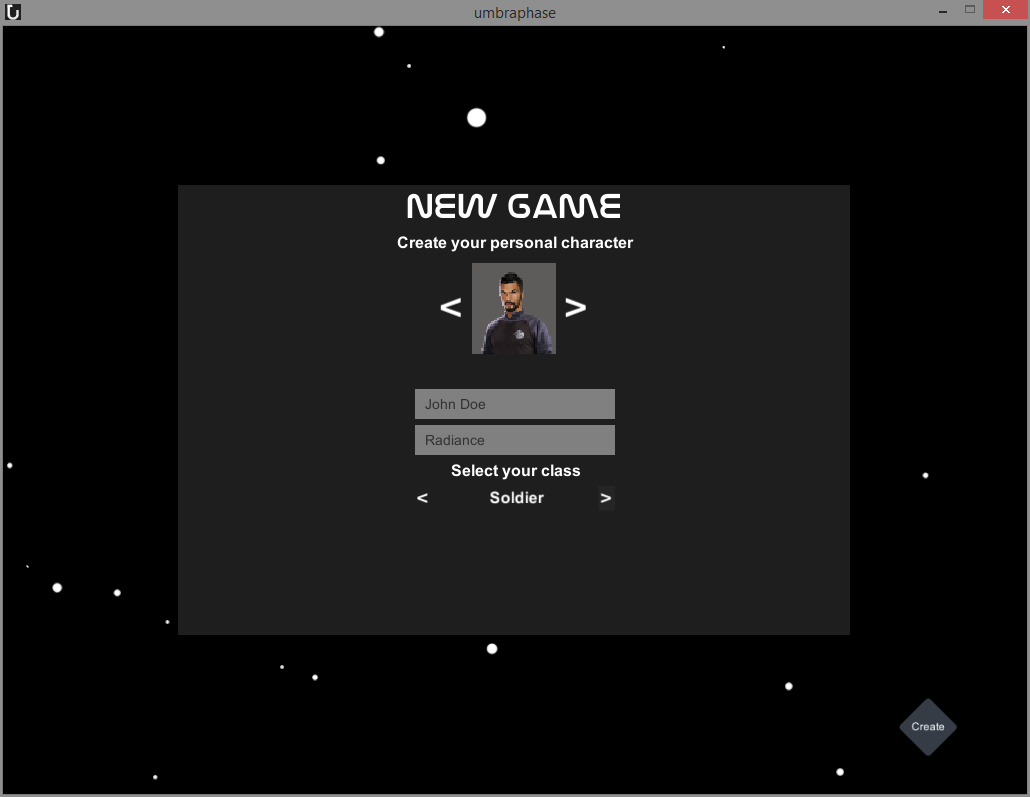 umbraphase
NEW GAME
Create your personal character
< >
John Doe
Radiance
Select your class
< Soldier >
Create